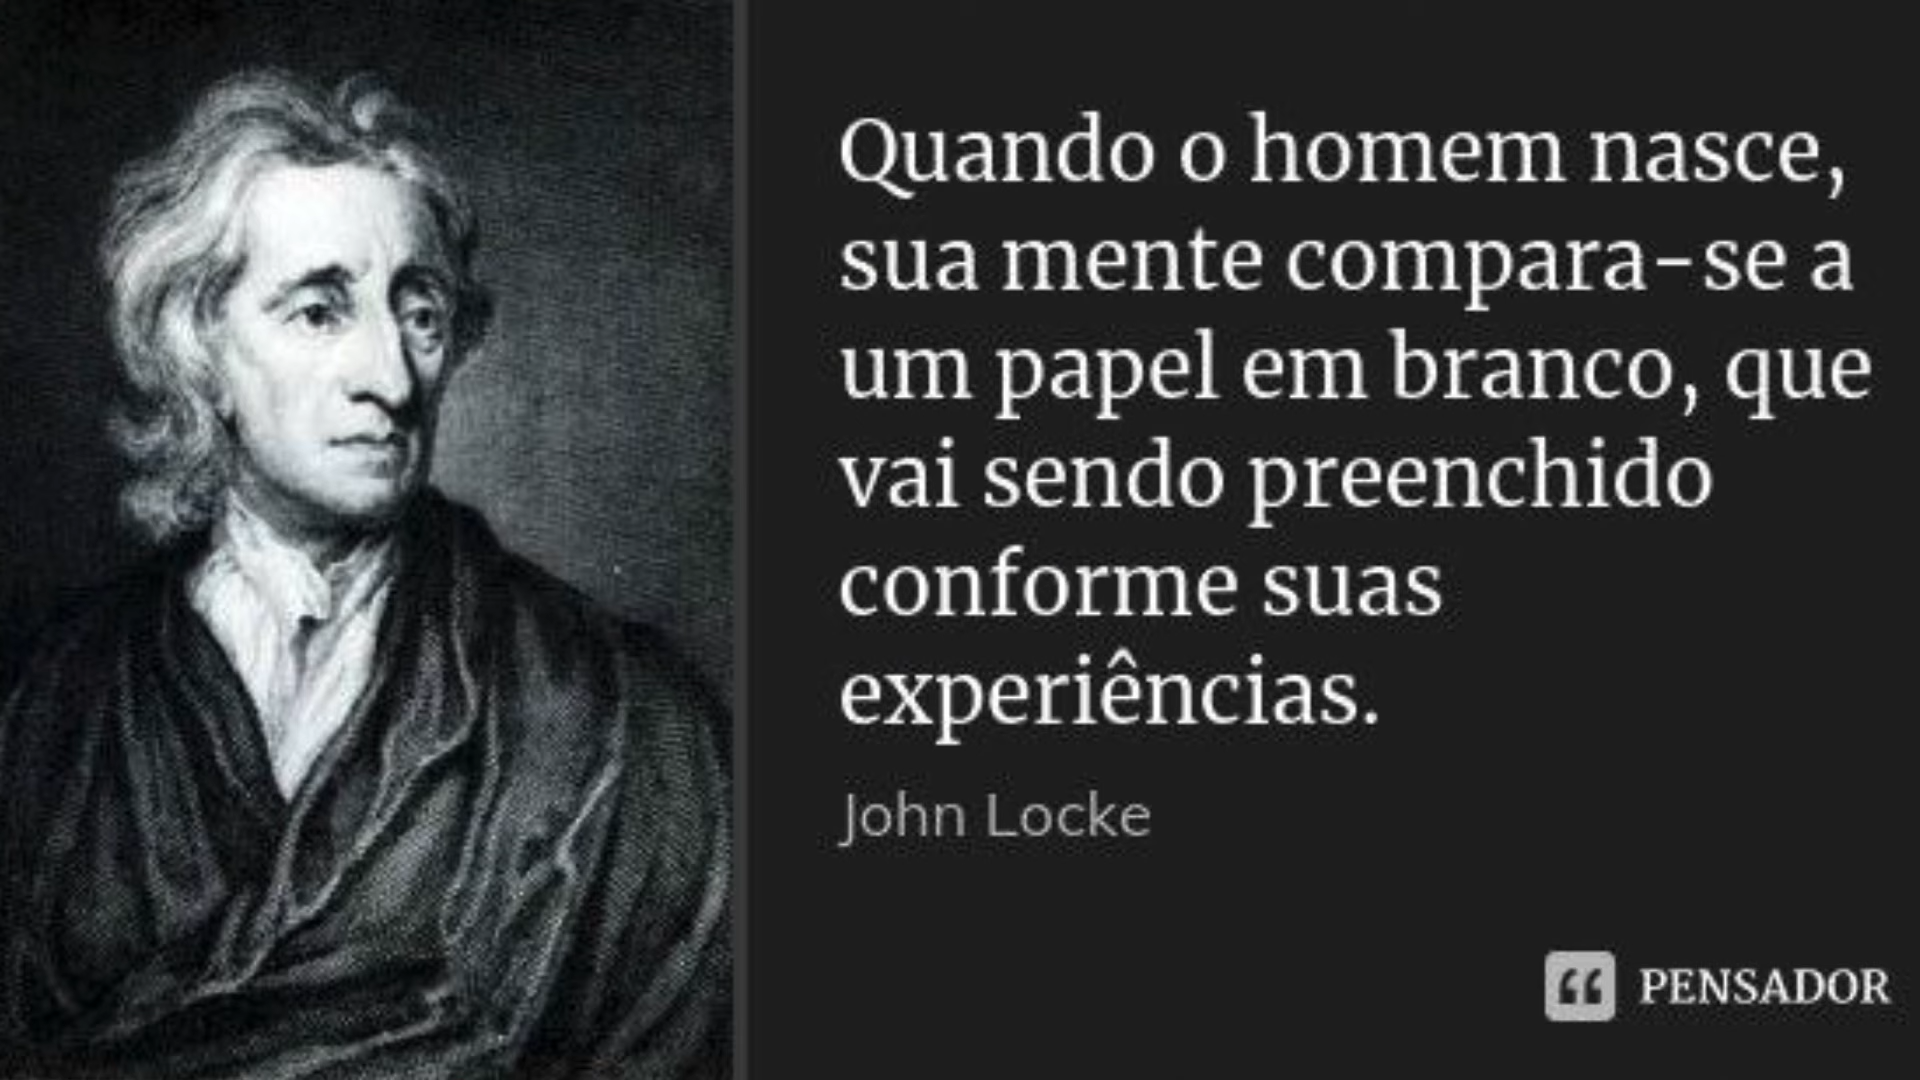 Quando o homem nasce,
sua mente compara-se a
um papel em branco, que
vai sendo preenchido
conforme suas
experiências.
John Locke
PENSADOR